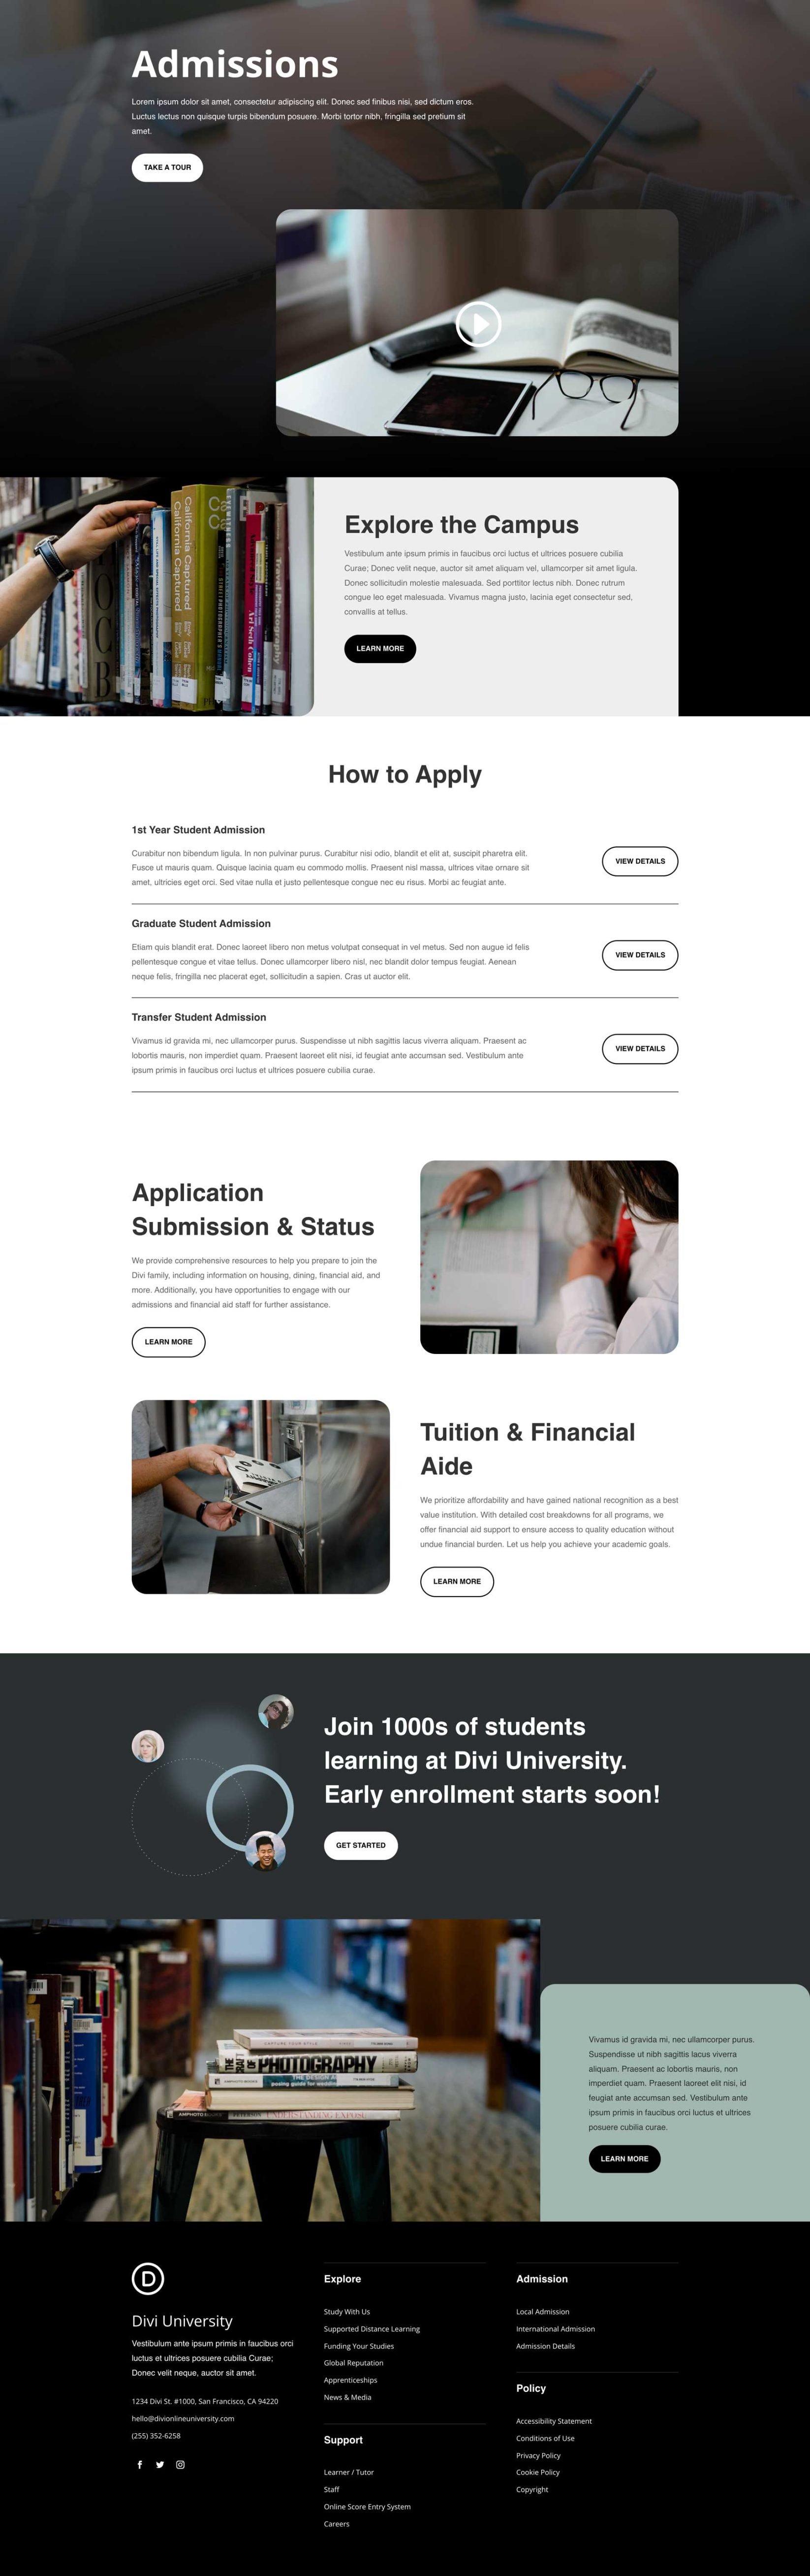 Admissions
Lorem ipsum dolor sit amet, consectetur adipiscing elit. Donec sed finibus nisi, sed dictum eros.
Luctus lectus non quisque turpis bibendum posuere. Morbi tortor nibh, fringilla sed pretium sit
amet.
TAKE A TOUR
California Captured
California Captured
Ari Seth Cohen
Explore the Campus
Vestibulum ante ipsum primis in faucibus orci luctus et ultrices posuere cubilia
Curae; Donec velit neque, auctor sit amet aliquam vel, ullamcorper sit amet ligula.
Donec sollicitudin molestie malesuada. Sed porttitor lectus nibh. Donec rutrum
congue leo eget malesuada. Vivamus magna justo, lacinia eget consectetur sed,
convallis at tellus.
LEARN MORE
How to Apply
1st Year Student Admission
Curabitur non bibendum ligula. In non pulvinar purus. Curabitur nisi odio, blandit et elit at, suscipit pharetra elit.
Fusce ut mauris quam. Quisque lacinia quam eu commodo mollis. Praesent nisl massa, ultrices vitae ornare sit
amet, ultricies eget orci. Sed vitae nulla et justo pellentesque congue nec eu risus. Morbi ac feugiat ante.
VIEW DETAILS
Graduate Student Admission
Etiam quis blandit erat. Donec laoreet libero non metus volutpat consequat in vel metus. Sed non augue id felis
pellentesque congue et vitae tellus. Donec ullamcorper libero nisl, nec blandit dolor tempus feugiat. Aenean
neque felis, fringilla nec placerat eget, sollicitudin a sapien. Cras ut auctor elit.
VIEW DETAILS
Transfer Student Admission
Vivamus id gravida mi, nec ullamcorper purus. Suspendisse ut nibh sagittis lacus viverra aliquam. Praesent ac
lobortis mauris, non imperdiet quam. Praesent laoreet elit nisi, id feugiat ante accumsan sed. Vestibulum ante
ipsum primis in faucibus orci luctus et ultrices posuere cubilia curae.
VIEW DETAILS
Application
Submission & Status
We provide comprehensive resources to help you prepare to join the
Divi family, including information on housing, dining, financial aid, and
more. Additionally, you have opportunities to engage with our
admissions and financial aid staff for further assistance.
LEARN MORE
Tuition & Financial
Aide
We prioritize affordability and have gained national recognition as a best
value institution. With detailed cost breakdowns for all programs, we
offer financial aid support to ensure access to quality education without
undue financial burden. Let us help you achieve your academic goals.
LEARN MORE
Join 1000s of students
learning at Divi University.
Early enrollment starts soon!
GET STARTED
PHOTOGRAPHY
UNDERSTANDING EXPOSURE
Vivamus id gravida mi, nec ullamcorper purus.
Suspendisse ut nibh sagittis lacus viverra
aliquam. Praesent ac lobortis mauris, non
imperdiet quam. Praesent laoreet elit nisi, id
feugiat ante accumsan sed. Vestibulum ante
ipsum primis in faucibus orci luctus et ultrices
posuere cubilia curae.
LEARN MORE
D
Divi University
Vestibulum ante ipsum primis in faucibus orci
luctus et ultrices posuere cubilia Curae;
Donec velit neque, auctor sit amet.
1234 Divi St. #1000, San Francisco, CA 94220
hello@divionlineuniversity.com
(255) 352-6258
Explore
Study With Us
Supported Distance Learning
Funding Your Studies
Global Reputation
Apprenticeships
News & Media
Support
Learner / Tutor
Staff
Online Score Entry System
Careers
Admission
Local Admission
International Admission
Admission Details
Policy
Accessibility Statement
Conditions of Use
Privacy Policy
Cookie Policy
Copyright